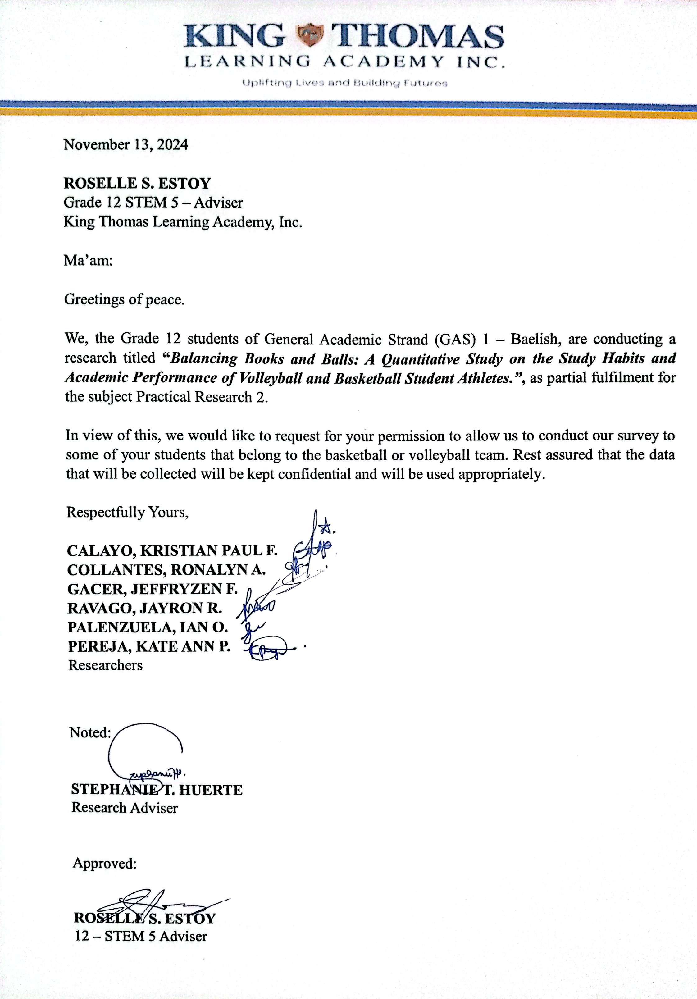 KING THOMAS
LEARNING ACADEMY INC.
Uplifting Lives and Building Futures
November 13, 2024
ROSELLE S. ESTOY
Grade 12 STEM 5 – Adviser
King Thomas Learning Academy, Inc.
Ma’am:
Greetings of peace.
We, the Grade 12 students of General Academic Strand (GAS) 1 – Baelish, are conducting a
research titled “Balancing Books and Balls: A Quantitative Study on the Study Habits and
Academic Performance of Volleyball and Basketball Student Athletes.”, as partial fulfilment for
the subject Practical Research 2.
In view of this, we would like to request for your permission to allow us to conduct our survey to
some of your students that belong to the basketball or volleyball team. Rest assured that the data
that will be collected will be kept confidential and will be used appropriately.
Respectfully Yours,
CALAYO, KRISTIAN PAUL F.
COLLANTES, RONALYN A.
GACER, JEFFRYZEN F.
RAVAGO, JAYRON R.
PALENZUELA, IAN O.
PEREJA, KATE ANN P.
Researchers
Noted:
STEPHANIE T. HUERTE
Research Adviser
Approved:
ROSELLE S. ESTOY
12 – STEM 5 Adviser